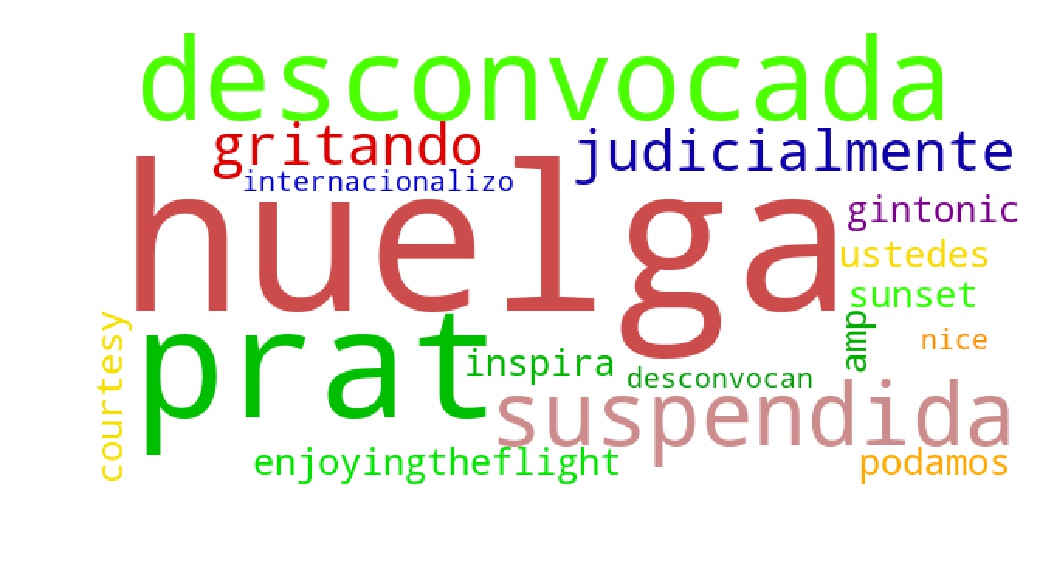 desconvocada
gritando
judicialmente
internacionalizo
huelga
gintonic
ustedes
sunset
courtesy
prat
amp
nice
inspira
desconvocan
suspendida
enjoyingtheflight
podamos